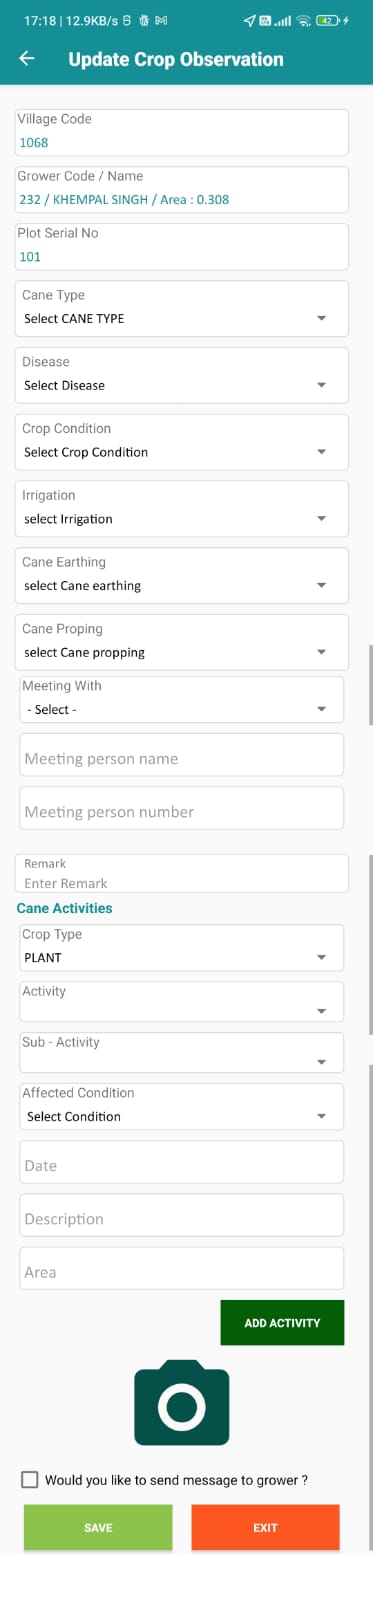 17:18 | 12.9KB/s
42
Update Crop Observation
Village Code
1068
Grower Code / Name
232 / KHEMPAL SINGH / Area : 0.308
Plot Serial No
101
Cane Type
Select CANE TYPE
Disease
Select Disease
Crop Condition
Select Crop Condition
Irrigation
select Irrigation
Cane Earthing
select Cane earthing
Cane Proping
select Cane propping
Meeting With
- Select -
Meeting person name
Meeting person number
Remark
Enter Remark
Cane Activities
Crop Type
PLANT
Activity
Sub - Activity
Affected Condition
Select Condition
Date
Description
Area
ADD ACTIVITY
Would you like to send message to grower ?
SAVE
EXIT